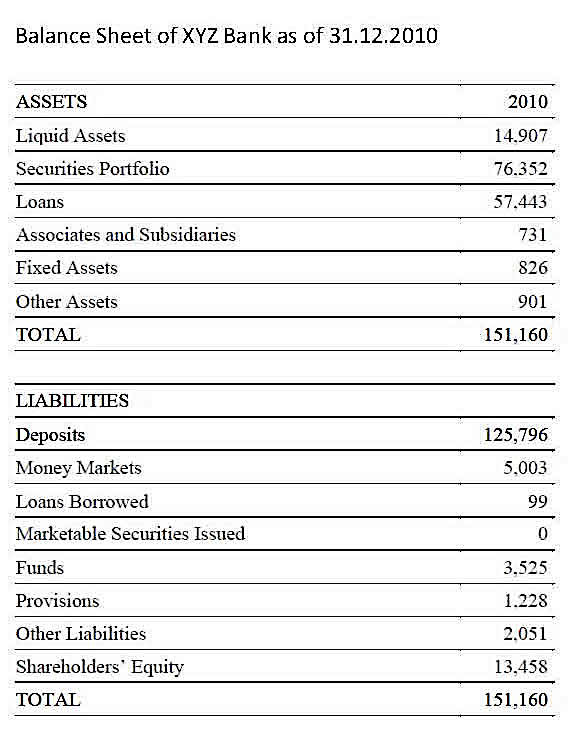 Balance Sheet of XYZ Bank as of 31.12.2010
ASSETS 2010
Liquid Assets 14,907
Securities Portfolio 76,352
Loans 57,443
Associates and Subsidiaries 731
Fixed Assets 826
Other Assets 901
TOTAL 151,160
LIABILITIES
Deposits 125,796
Money Markets 5,003
Loans Borrowed 99
Marketable Securities Issued 0
Funds 3,525
Provisions 1,228
Other Liabilities 2,051
Shareholders' Equity 13,458
TOTAL 151,160